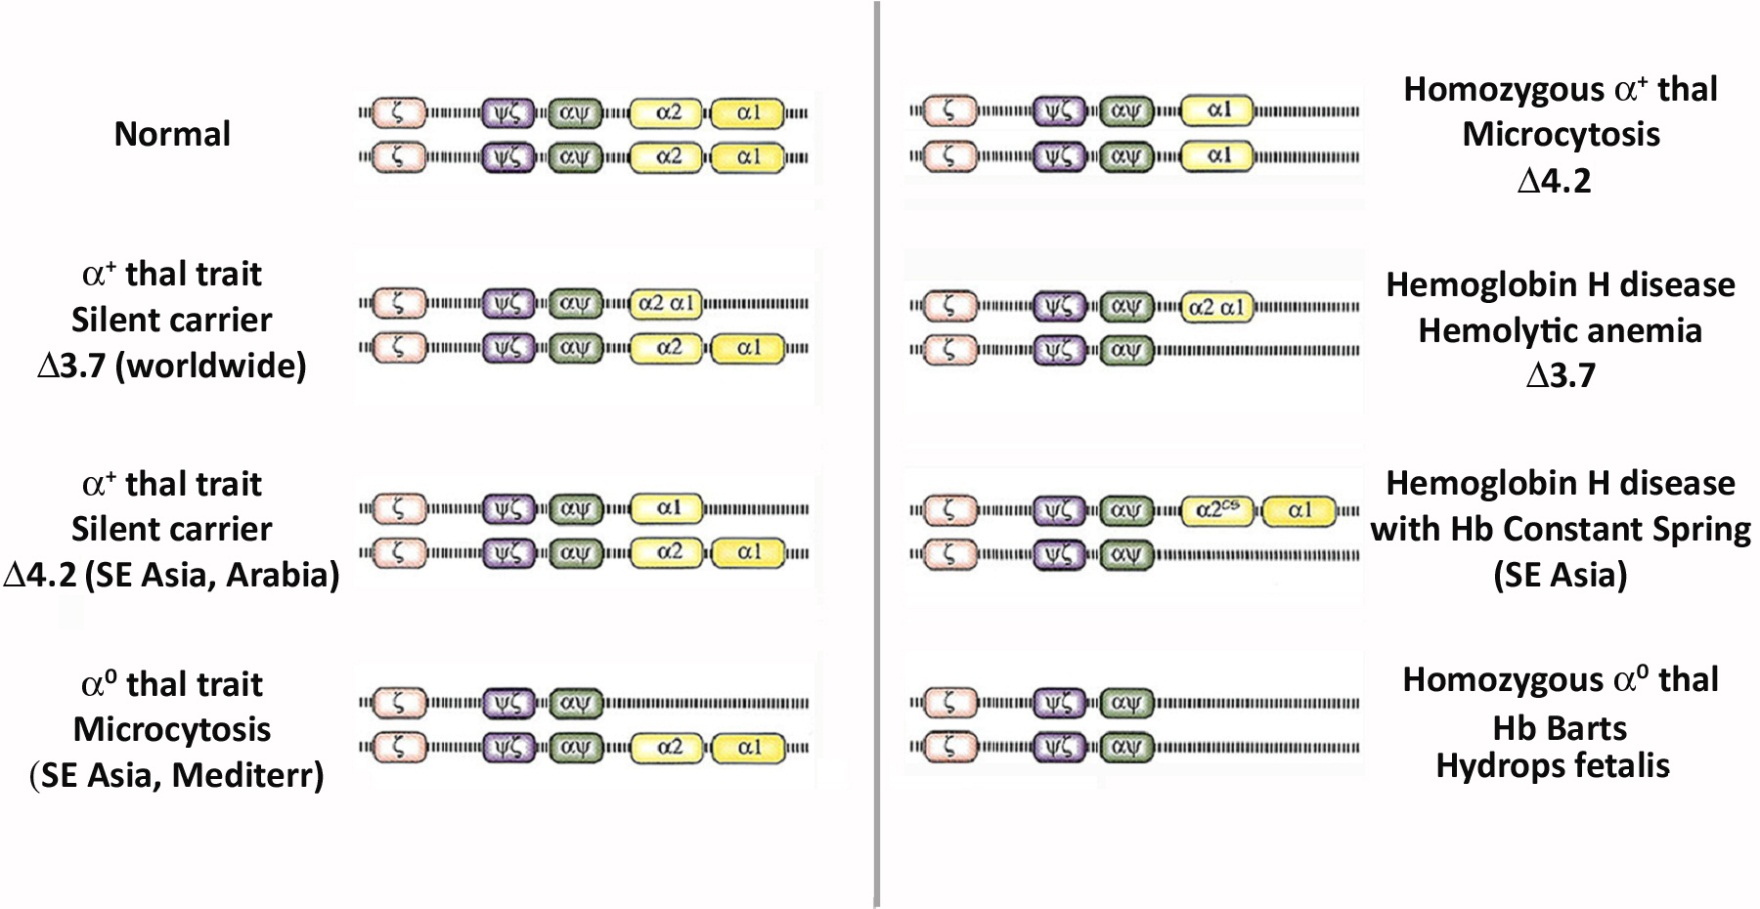 Normal
ζ ψζ αψ α2 α1
ζ ψζ αψ α2 α1
α⁺ thal trait
Silent carrier
Δ3.7 (worldwide)
ζ ψζ αψ α2 α1
ζ ψζ αψ α2 α1
α⁺ thal trait
Silent carrier
Δ4.2 (SE Asia, Arabia)
ζ ψζ αψ α1
ζ ψζ αψ α2 α1
α⁰ thal trait
Microcytosis
(SE Asia, Mediterr)
ζ ψζ αψ
ζ ψζ αψ α2 α1
ζ ψζ αψ α1
ζ ψζ αψ α1
Homozygous α⁺ thal
Microcytosis
Δ4.2
ζ ψζ αψ α2 α1
ζ ψζ αψ
Hemoglobin H disease
Hemolytic anemia
Δ3.7
ζ ψζ αψ α2ᶜˢ α1
ζ ψζ αψ
Hemoglobin H disease
with Hb Constant Spring
(SE Asia)
ζ ψζ αψ
ζ ψζ αψ
Homozygous α⁰ thal
Hb Barts
Hydrops fetalis